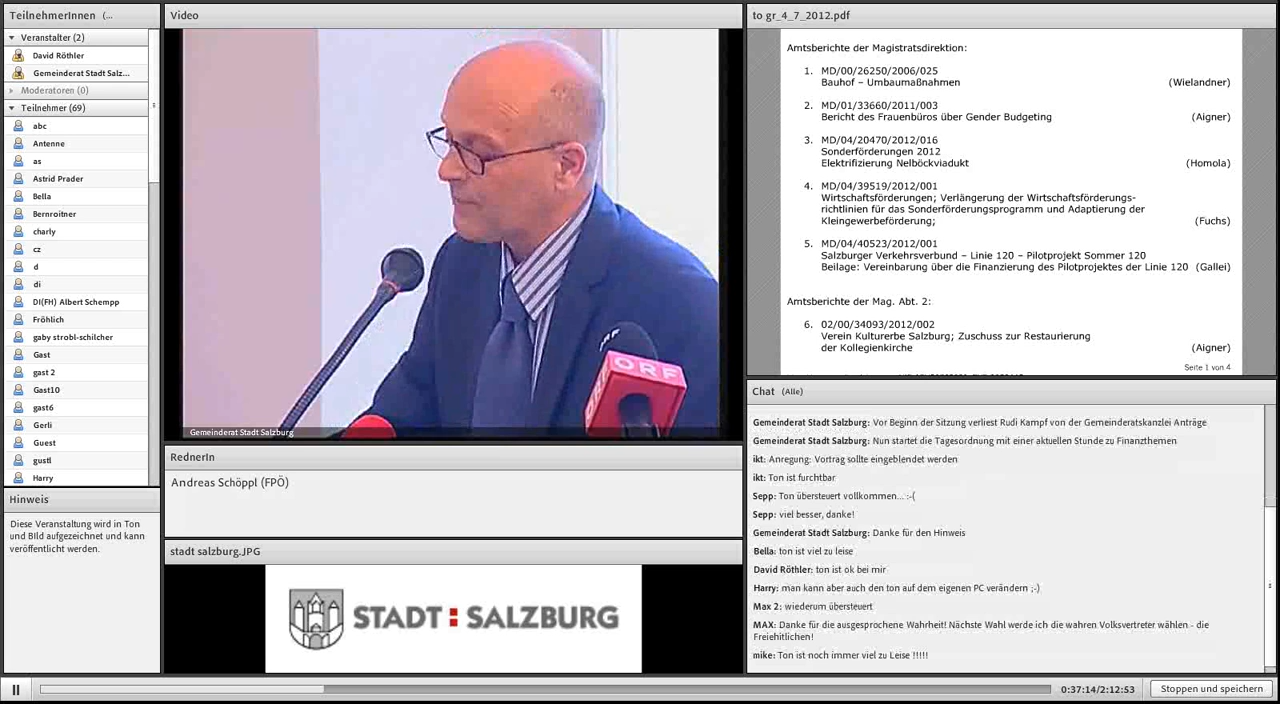 TeilnehmerInnen (...
Veranstalter (2)
David Röthler
Gemeinderat Stadt Salz...
Moderatoren (0)
Teilnehmer (69)
abc
Antenne
as
Astrid Prader
Bella
Bernroitner
charly
cz
d
di
DI(FH) Albert Schempp
Fröhlich
gaby strobl-schilcher
Gast
gast 2
Gast10
gast6
Gerli
Guest
gustl
Harry
Hinweis
Diese Veranstaltung wird in Ton
und BIld aufgezeichnet und kann
veröffentlicht werden.
Video
ORF
Gemeinderat Stadt Salzburg
RednerIn
Andreas Schöppl (FPÖ)
stadt salzburg.JPG
STADT : SALZBURG
to gr_4_7_2012.pdf
Amtsberichte der Magistratsdirektion:
1. MD/00/26250/2006/025
Bauhof – Umbaumaßnahmen (Wielandner)
2. MD/01/33660/2011/003
Bericht des Frauenbüros über Gender Budgeting (Aigner)
3. MD/04/20470/2012/016
Sonderförderungen 2012
Elektrifizierung Nelböckviadukt (Homola)
4. MD/04/39519/2012/001
Wirtschaftsförderungen; Verlängerung der Wirtschaftsförderungs-
richtlinien für das Sonderförderungsprogramm und Adaptierung der
Kleingewerbeförderung; (Fuchs)
5. MD/04/40523/2012/001
Salzburger Verkehrsverbund – Linie 120 – Pilotprojekt Sommer 120
Beilage: Vereinbarung über die Finanzierung des Pilotprojektes der Linie 120 (Gallei)
Amtsberichte der Mag. Abt. 2:
6. 02/00/34093/2012/002
Verein Kulturerbe Salzburg; Zuschuss zur Restaurierung
der Kollegienkirche (Aigner)
Seite 1 von 4
Chat (Alle)
Gemeinderat Stadt Salzburg: Vor Beginn der Sitzung verliest Rudi Kampf von der Gemeinderatskanzlei Anträge
Gemeinderat Stadt Salzburg: Nun startet die Tagesordnung mit einer aktuellen Stunde zu Finanzthemen
ikt: Anregung: Vortrag sollte eingeblendet werden
ikt: Ton ist furchtbar
Sepp: Ton übersteuert vollkommen... :-(
Sepp: viel besser, danke!
Gemeinderat Stadt Salzburg: Danke für den Hinweis
Bella: ton ist viel zu leise
David Röthler: ton ist ok bei mir
Harry: man kann aber auch den ton auf dem eigenen PC verändern ;-)
Max 2: wiederum übersteuert
MAX: Danke für die ausgesprochene Wahrheit! Nächste Wahl werde ich die wahren Volksvertreter wählen - die
Freiehitlichen!
mike: Ton ist noch immer viel zu Leise !!!!!
0:37:14/2:12:53
Stoppen und speichern